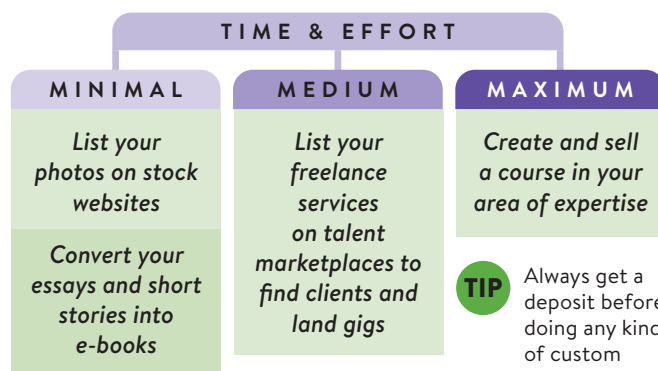 TIME & EFFORT
MINIMAL
List your
photos on stock
websites
Convert your
essays and short
stories into
e-books
MEDIUM
List your
freelance
services
on talent
marketplaces to
find clients and
land gigs
MAXIMUM
Create and sell
a course in your
area of expertise
TIP
Always get a
deposit before
doing any kind
of custom